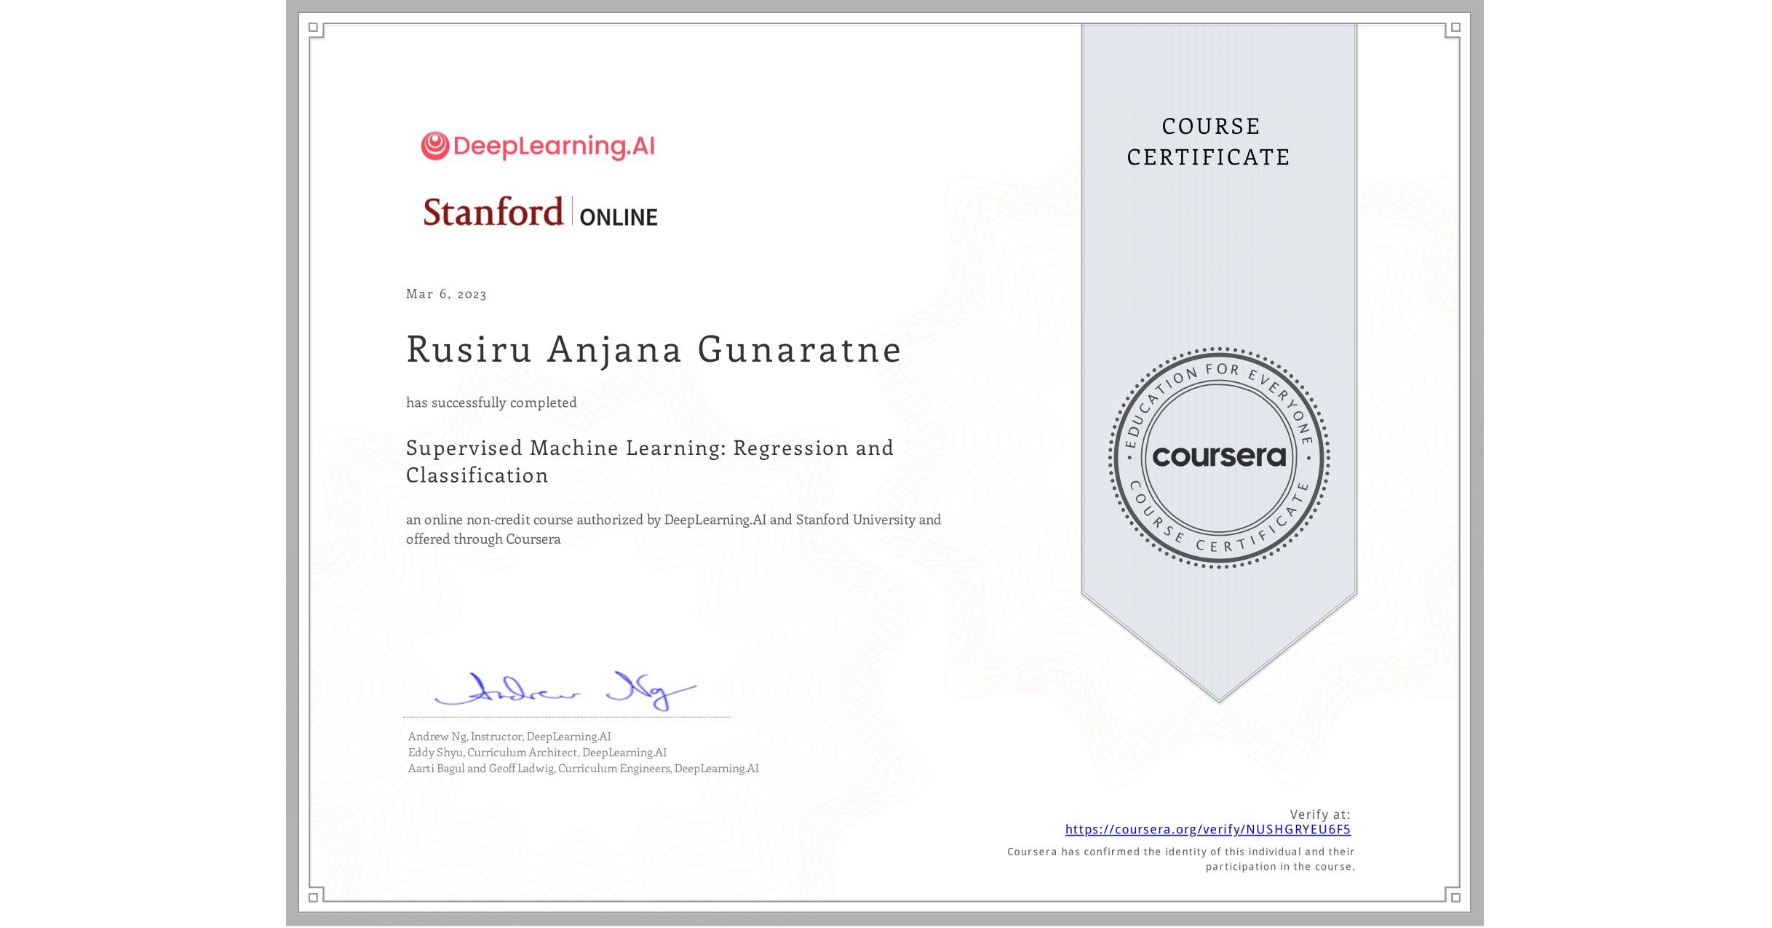 DeepLearning.AI
Stanford ONLINE
Mar 6, 2023
Rusiru Anjana Gunaratne
has successfully completed
Supervised Machine Learning: Regression and
Classification
an online non-credit course authorized by DeepLearning.AI and Stanford University and
offered through Coursera
Andrew Ng
Andrew Ng, Instructor, DeepLearning.AI
Eddy Shyu, Curriculum Architect, DeepLearning.AI
Aarti Bagul and Geoff Ladwig, Curriculum Engineers, DeepLearning.AI
COURSE
CERTIFICATE
EDUCATION FOR EVERYONE
coursera
COURSE CERTIFICATE
Verify at:
https://coursera.org/verify/NUSHGRYEU6F5
Coursera has confirmed the identity of this individual and their
participation in the course.